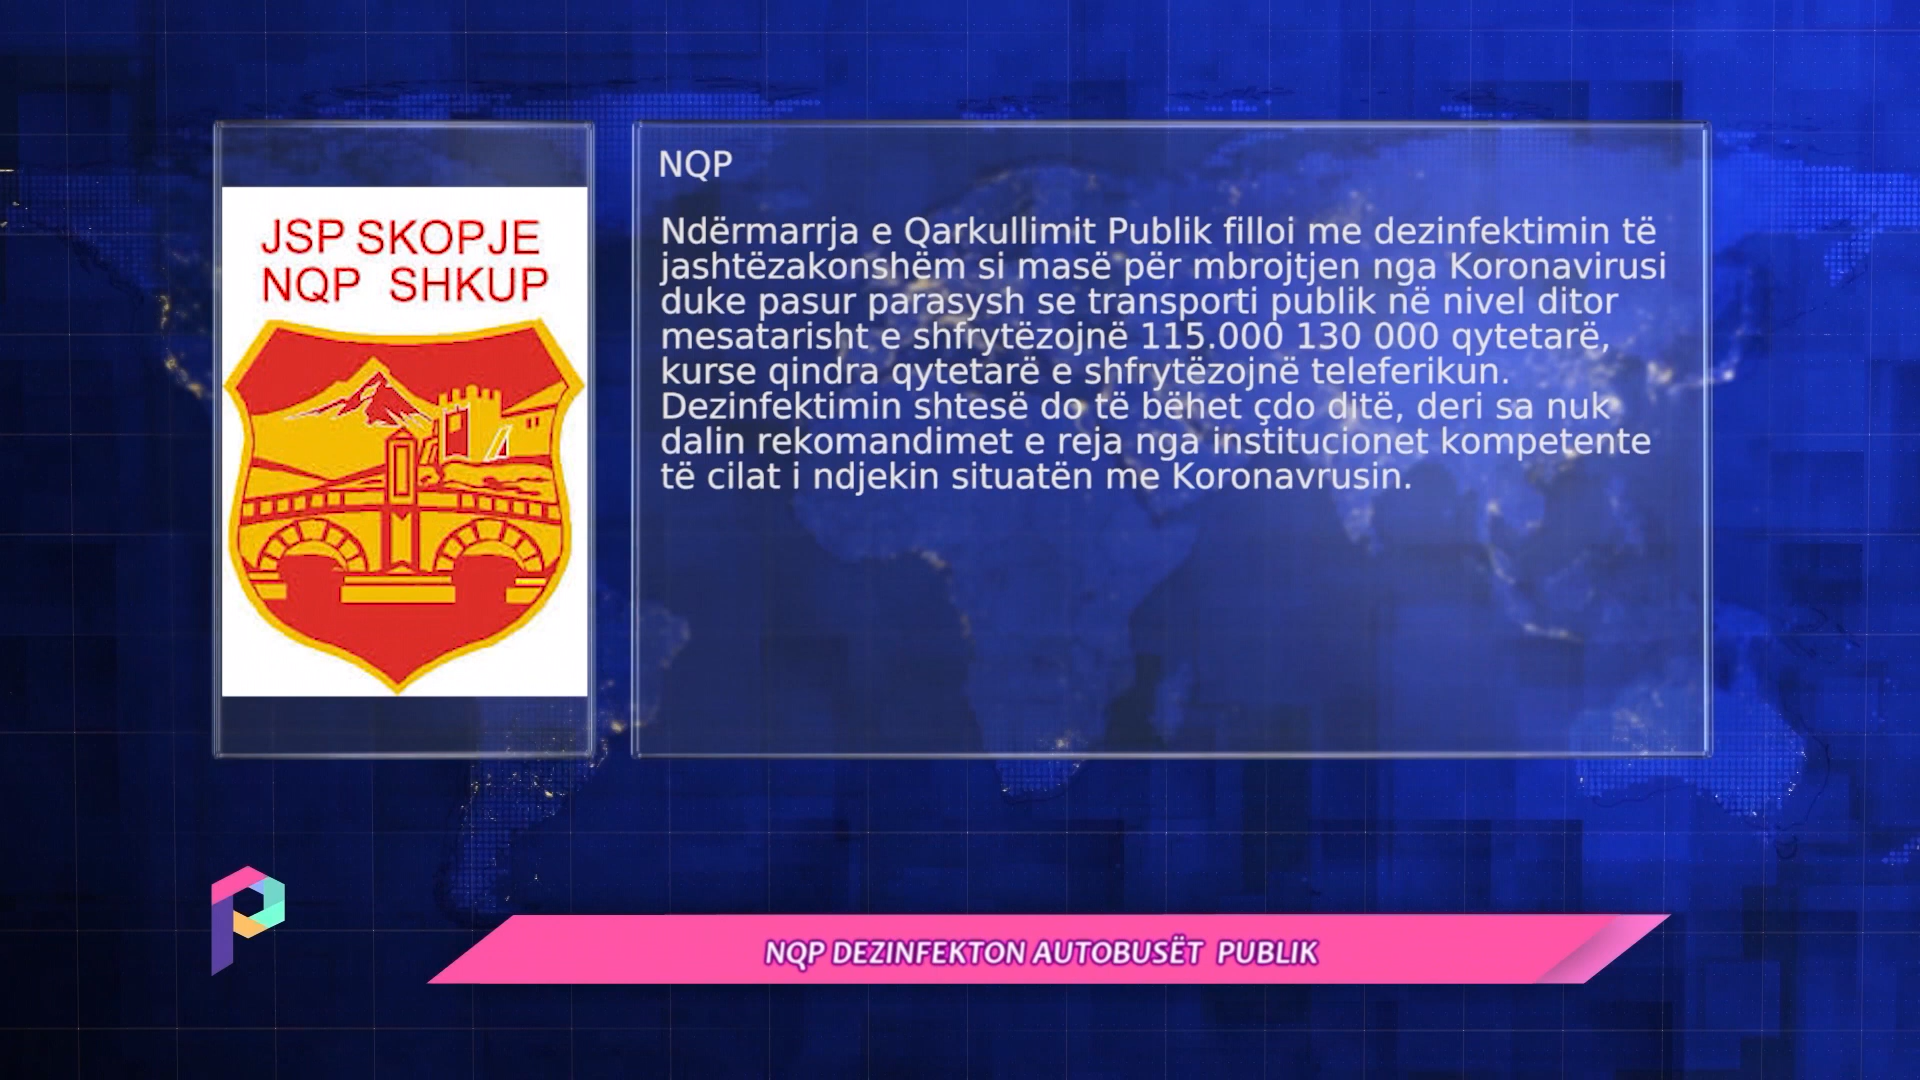 JSP SKOPJE
NQP SHKUP
NQP
Ndërmarrja e Qarkullimit Publik filloi me dezinfektimin të
jashtëzakonshëm si masë për mbrojtjen nga Koronavirusi
duke pasur parasysh se transporti publik në nivel ditor
mesatarisht e shfrytëzojnë 115.000 130 000 qytetarë,
kurse qindra qytetarë e shfrytëzojnë teleferikun.
Dezinfektimin shtesë do të bëhet çdo ditë, deri sa nuk
dalin rekomandimet e reja nga institucionet kompetente
të cilat i ndjekin situatën me Koronavrusin.
NQP DEZINFEKTON AUTOBUSËT PUBLIK